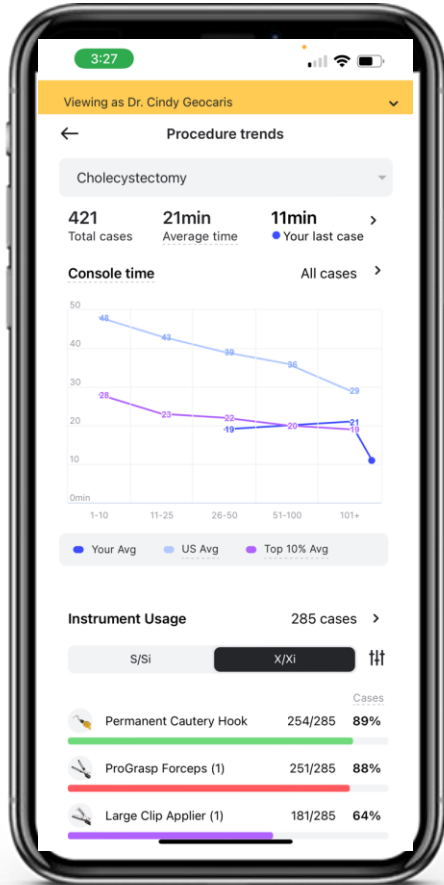 3:27
Viewing as Dr. Cindy Geocaris
Procedure trends
Cholecystectomy
421 21min 11min
Total cases Average time Your last case
Console time All cases
50
48
43
40
39
36
30
29
28
23
22
21
20
20
19
19
10
0min
1-10 11-25 26-50 51-100 101+
Your Avg US Avg Top 10% Avg
Instrument Usage 285 cases
S/Si X/Xi
Cases
Permanent Cautery Hook 254/285 89%
ProGrasp Forceps (1) 251/285 88%
Large Clip Applier (1) 181/285 64%